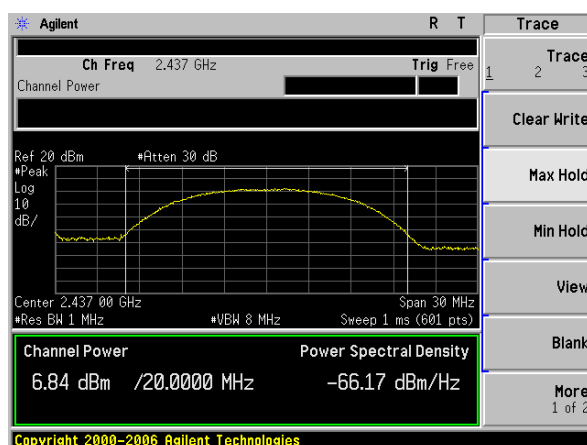 Agilent R T Trace
Ch Freq 2.437 GHz Trig Free
Channel Power
Trace
1 2 3
Clear Write
Max Hold
Min Hold
View
Blank
More
1 of 2
Ref 20 dBm #Atten 30 dB
#Peak
Log
10
dB/
Center 2.437 00 GHz Span 30 MHz
#Res BW 1 MHz #VBW 8 MHz Sweep 1 ms (601 pts)
Channel Power Power Spectral Density
6.84 dBm /20.0000 MHz -66.17 dBm/Hz
Copyright 2000-2006 Agilent Technologies